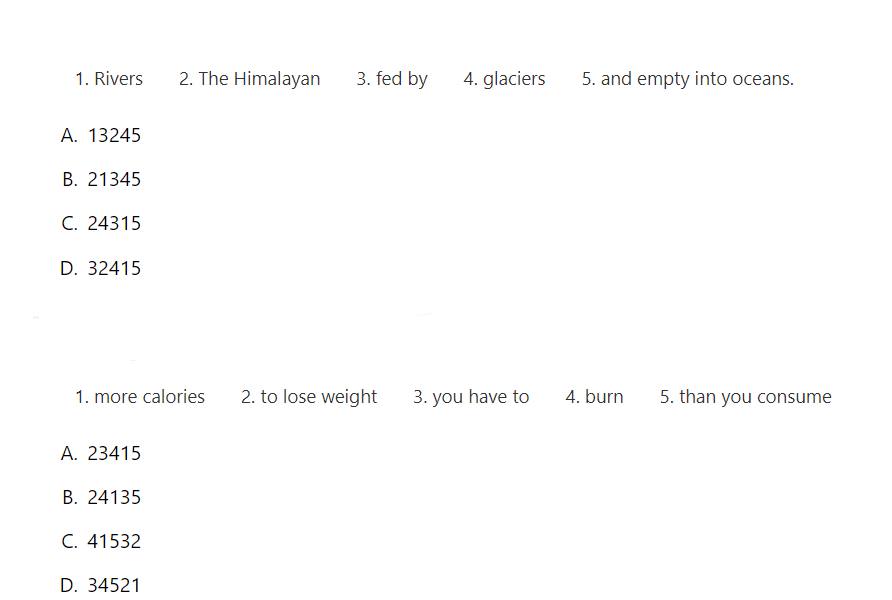 1. Rivers 2. The Himalayan 3. fed by 4. glaciers 5. and empty into oceans.
A. 13245
B. 21345
C. 24315
D. 32415
1. more calories 2. to lose weight 3. you have to 4. burn 5. than you consume
A. 23415
B. 24135
C. 41532
D. 34521